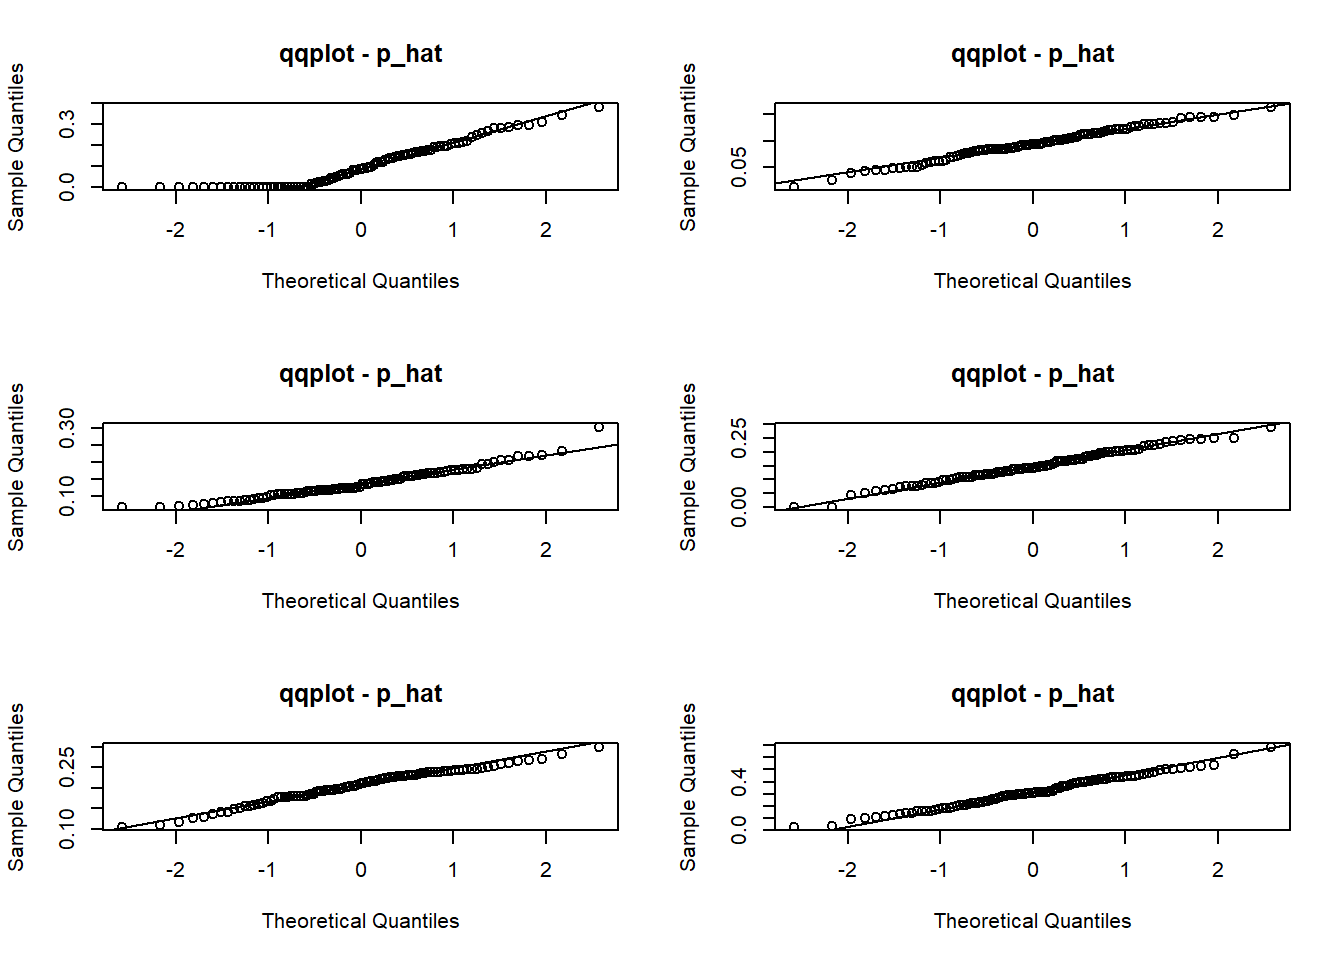 qqplot - p_hat
Sample Quantiles
0.0 0.3
-2 -1 0 1 2
Theoretical Quantiles
qqplot - p_hat
Sample Quantiles
0.05
-2 -1 0 1 2
Theoretical Quantiles
qqplot - p_hat
Sample Quantiles
0.10 0.30
-2 -1 0 1 2
Theoretical Quantiles
qqplot - p_hat
Sample Quantiles
0.00 0.25
-2 -1 0 1 2
Theoretical Quantiles
qqplot - p_hat
Sample Quantiles
0.10 0.25
-2 -1 0 1 2
Theoretical Quantiles
qqplot - p_hat
Sample Quantiles
0.0 0.4
-2 -1 0 1 2
Theoretical Quantiles